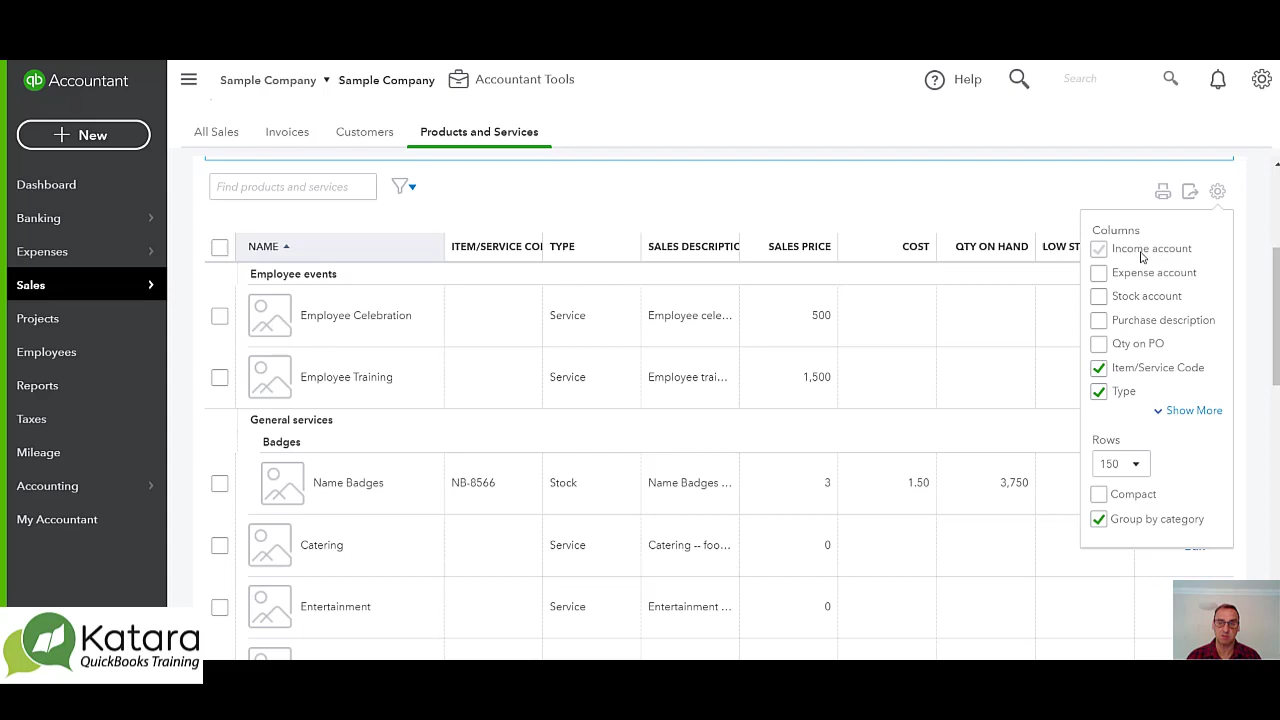 qb Accountant
Sample Company Sample Company Accountant Tools Help Search
New
All Sales Invoices Customers Products and Services
Dashboard
Banking
Expenses
Sales
Projects
Employees
Reports
Taxes
Mileage
Accounting
My Accountant
Find products and services
NAME ITEM/SERVICE COI TYPE SALES DESCRIPTIC SALES PRICE COST QTY ON HAND LOW ST
Employee events
Employee Celebration Service Employee cele... 500
Employee Training Service Employee trai... 1,500
General services
Badges
Name Badges NB-8566 Stock Name Badges ... 3 1.50 3,750
Catering Service Catering -- foo... 0
Entertainment Service Entertainment ... 0
Columns
Income account
Expense account
Stock account
Purchase description
Qty on PO
Item/Service Code
Type
Show More
Rows
150
Compact
Group by category
Katara
QuickBooks Training